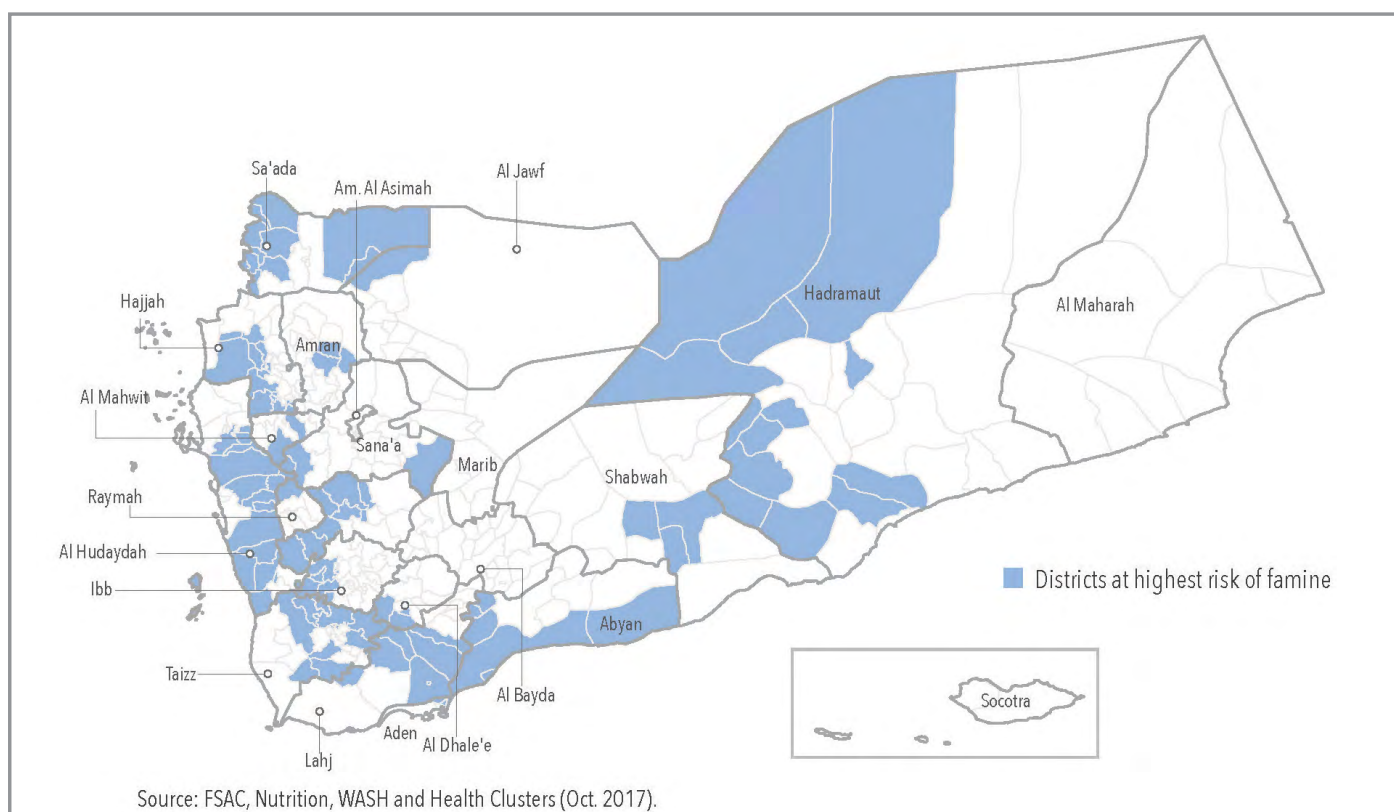 Sa'ada
Am. Al Asimah
Al Jawf
Hajjah
Hadramaut
Al Maharah
Amran
Al Mahwit
Sana'a
Marib
Shabwah
Raymah
Al Hudaydah
Ibb
Districts at highest risk of famine
Abyan
Taizz
Al Bayda
Socotra
Aden
Al Dhale'e
Lahj
Source: FSAC, Nutrition, WASH and Health Clusters (Oct. 2017).